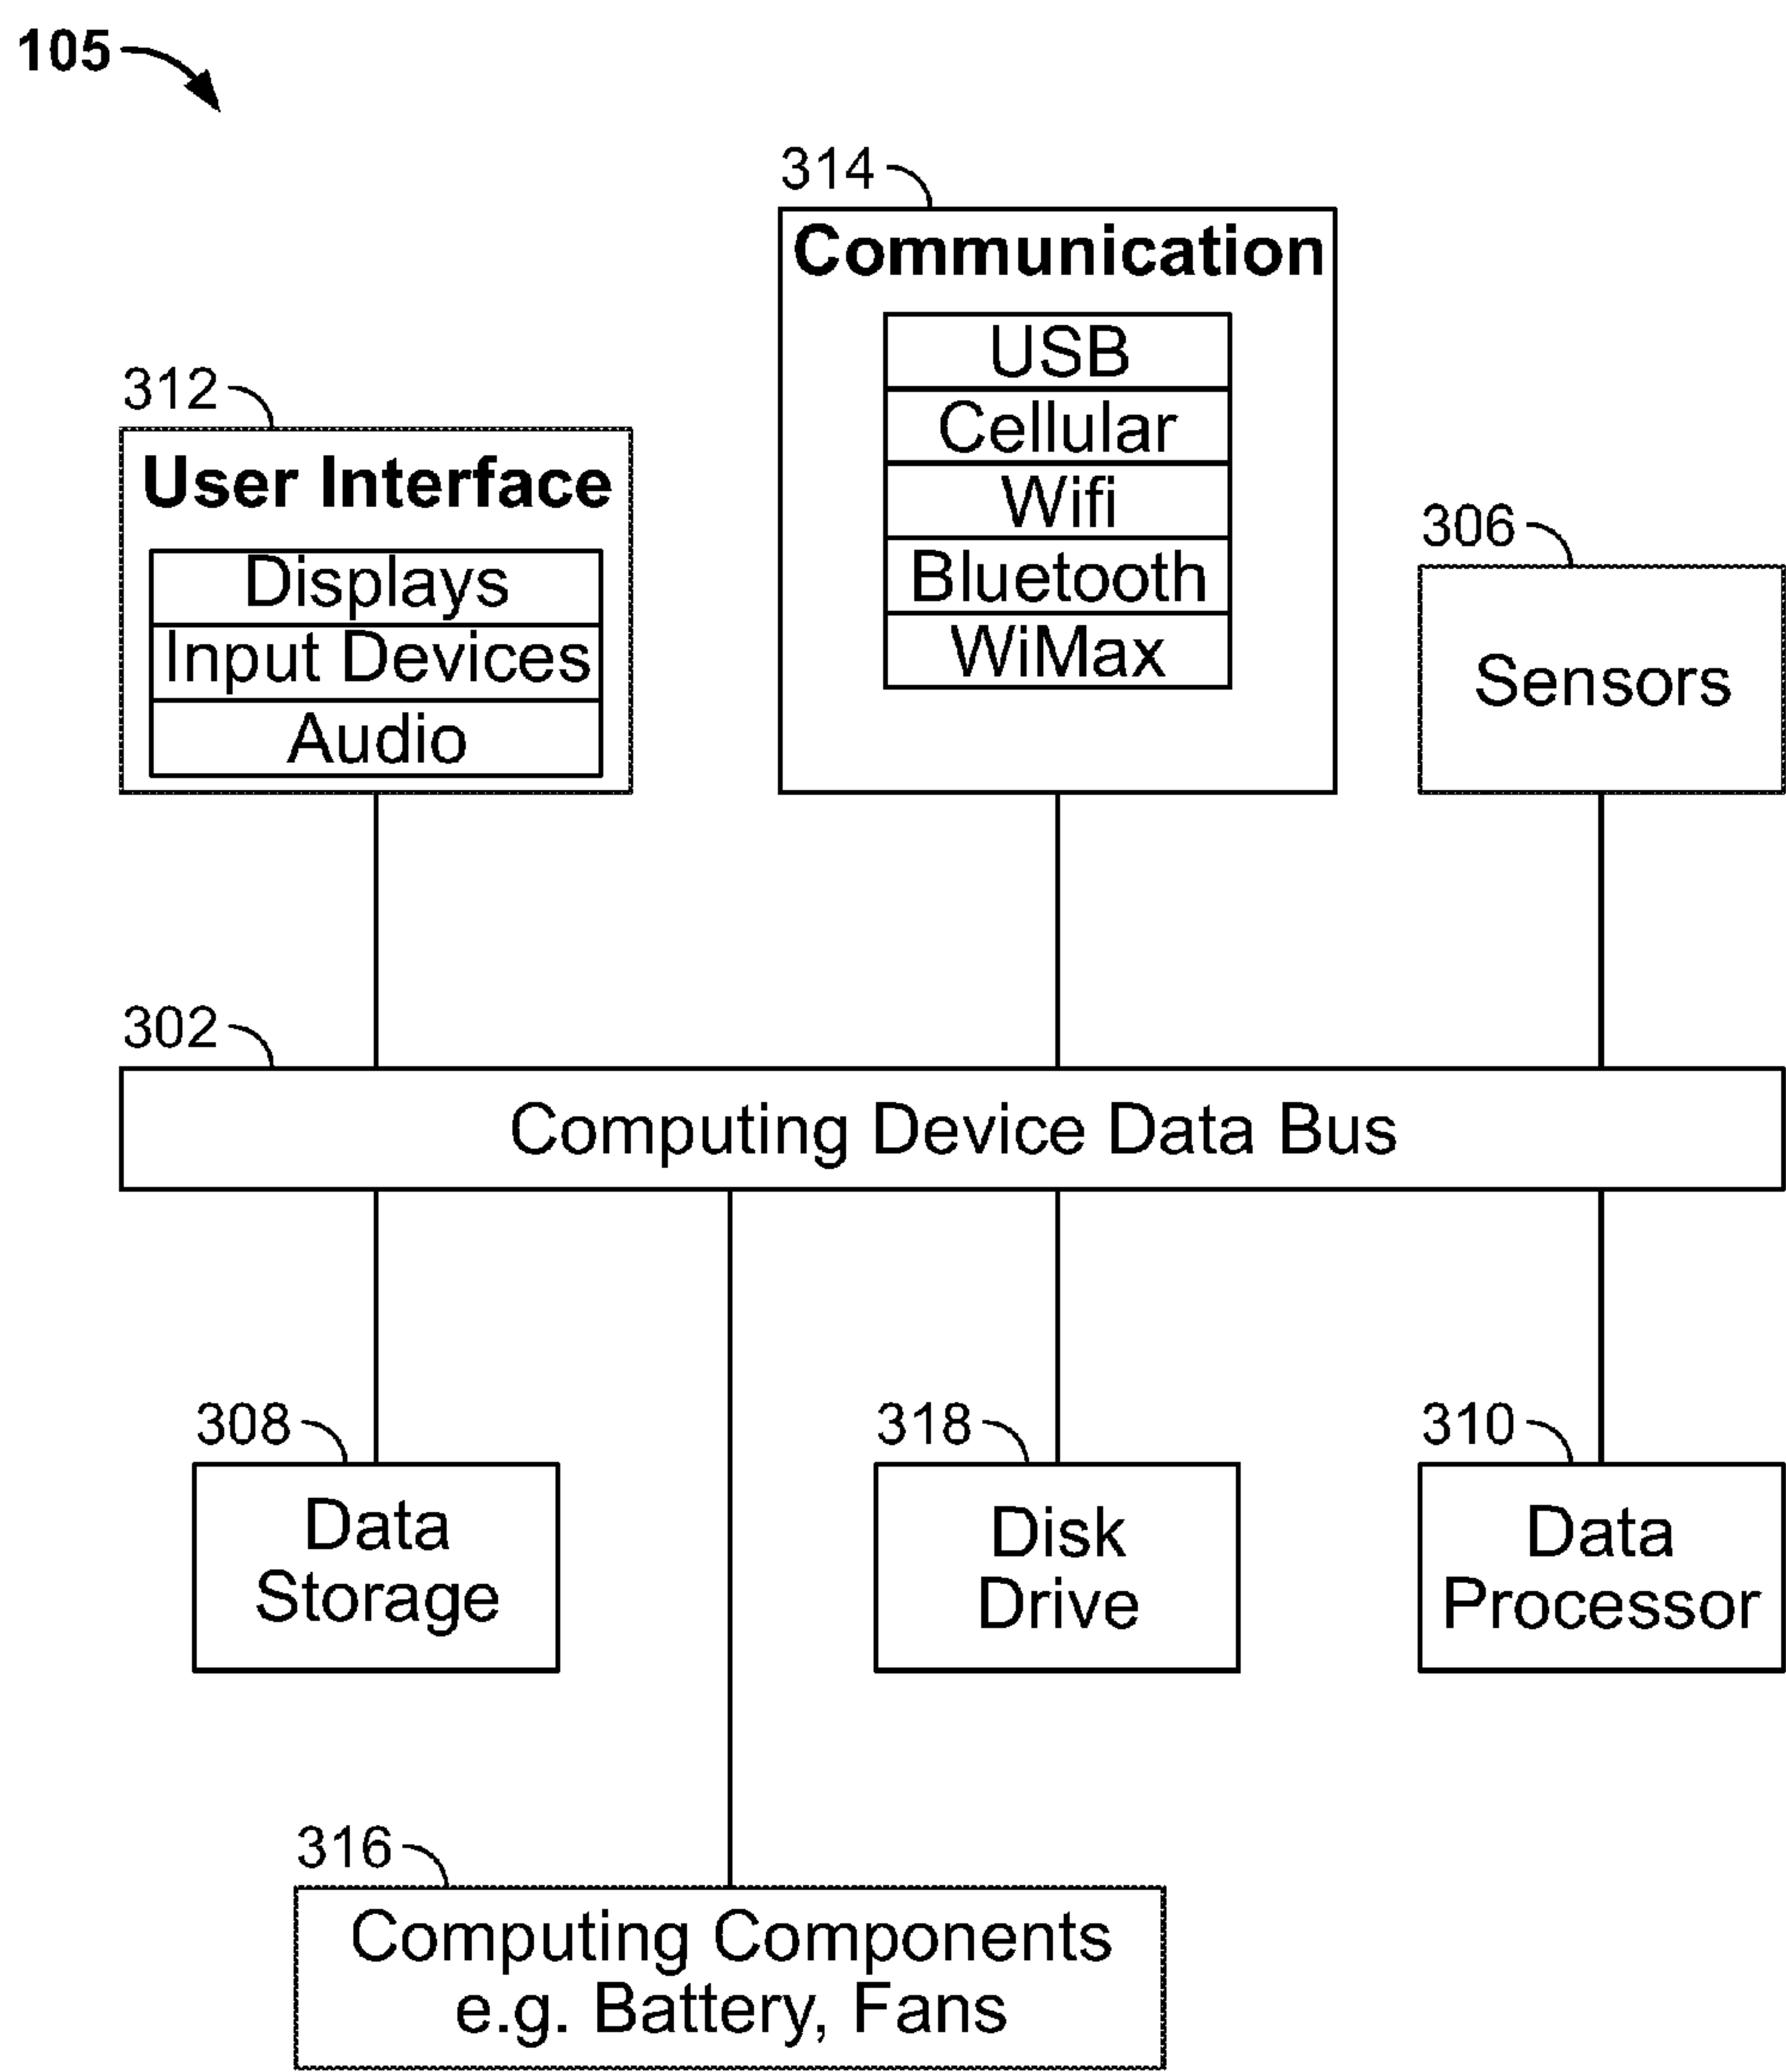 105
314
Communication
USB
Cellular
Wifi
Bluetooth
WiMax
312
User Interface
Displays
Input Devices
Audio
306
Sensors
302
Computing Device Data Bus
308
Data
Storage
318
Disk
Drive
310
Data
Processor
316
Computing Components
e.g. Battery, Fans